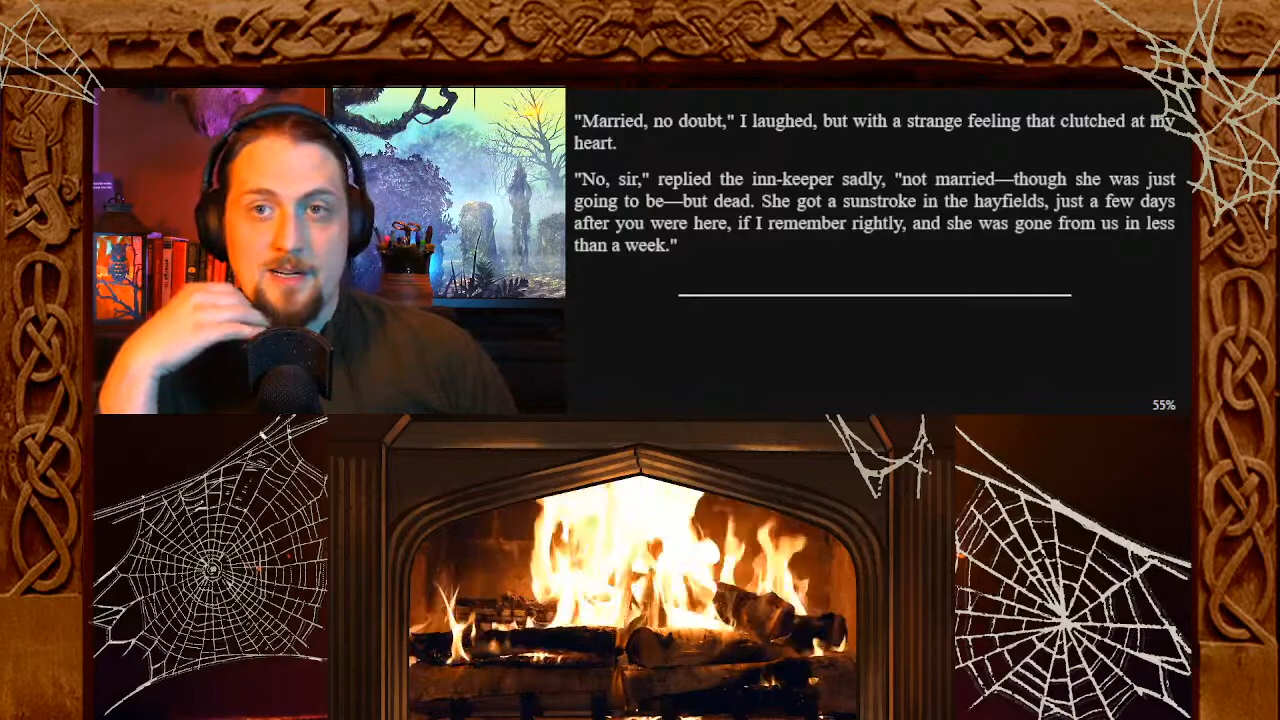 "Married, no doubt," I laughed, but with a strange feeling that clutched at my
heart.
"No, sir," replied the inn-keeper sadly, "not married—though she was just
going to be—but dead. She got a sunstroke in the hayfields, just a few days
after you were here, if I remember rightly, and she was gone from us in less
than a week."
55%